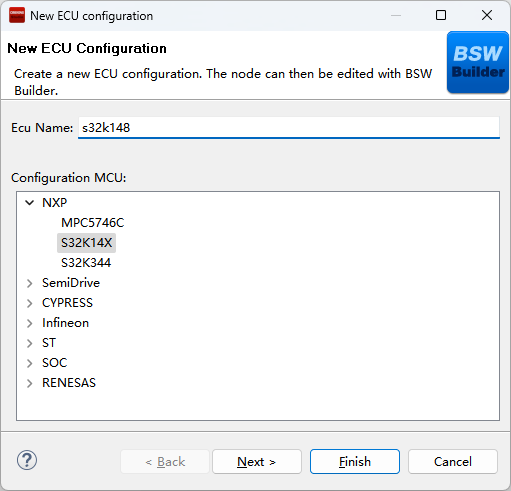 New ECU configuration
New ECU Configuration
Create a new ECU configuration. The node can then be edited with BSW
Builder.
BSW
Builder
Ecu Name: s32k148
Configuration MCU:
NXP
MPC5746C
S32K14X
S32K344
SemiDrive
CYPRESS
Infineon
ST
SOC
RENESAS
? < Back Next > Finish Cancel